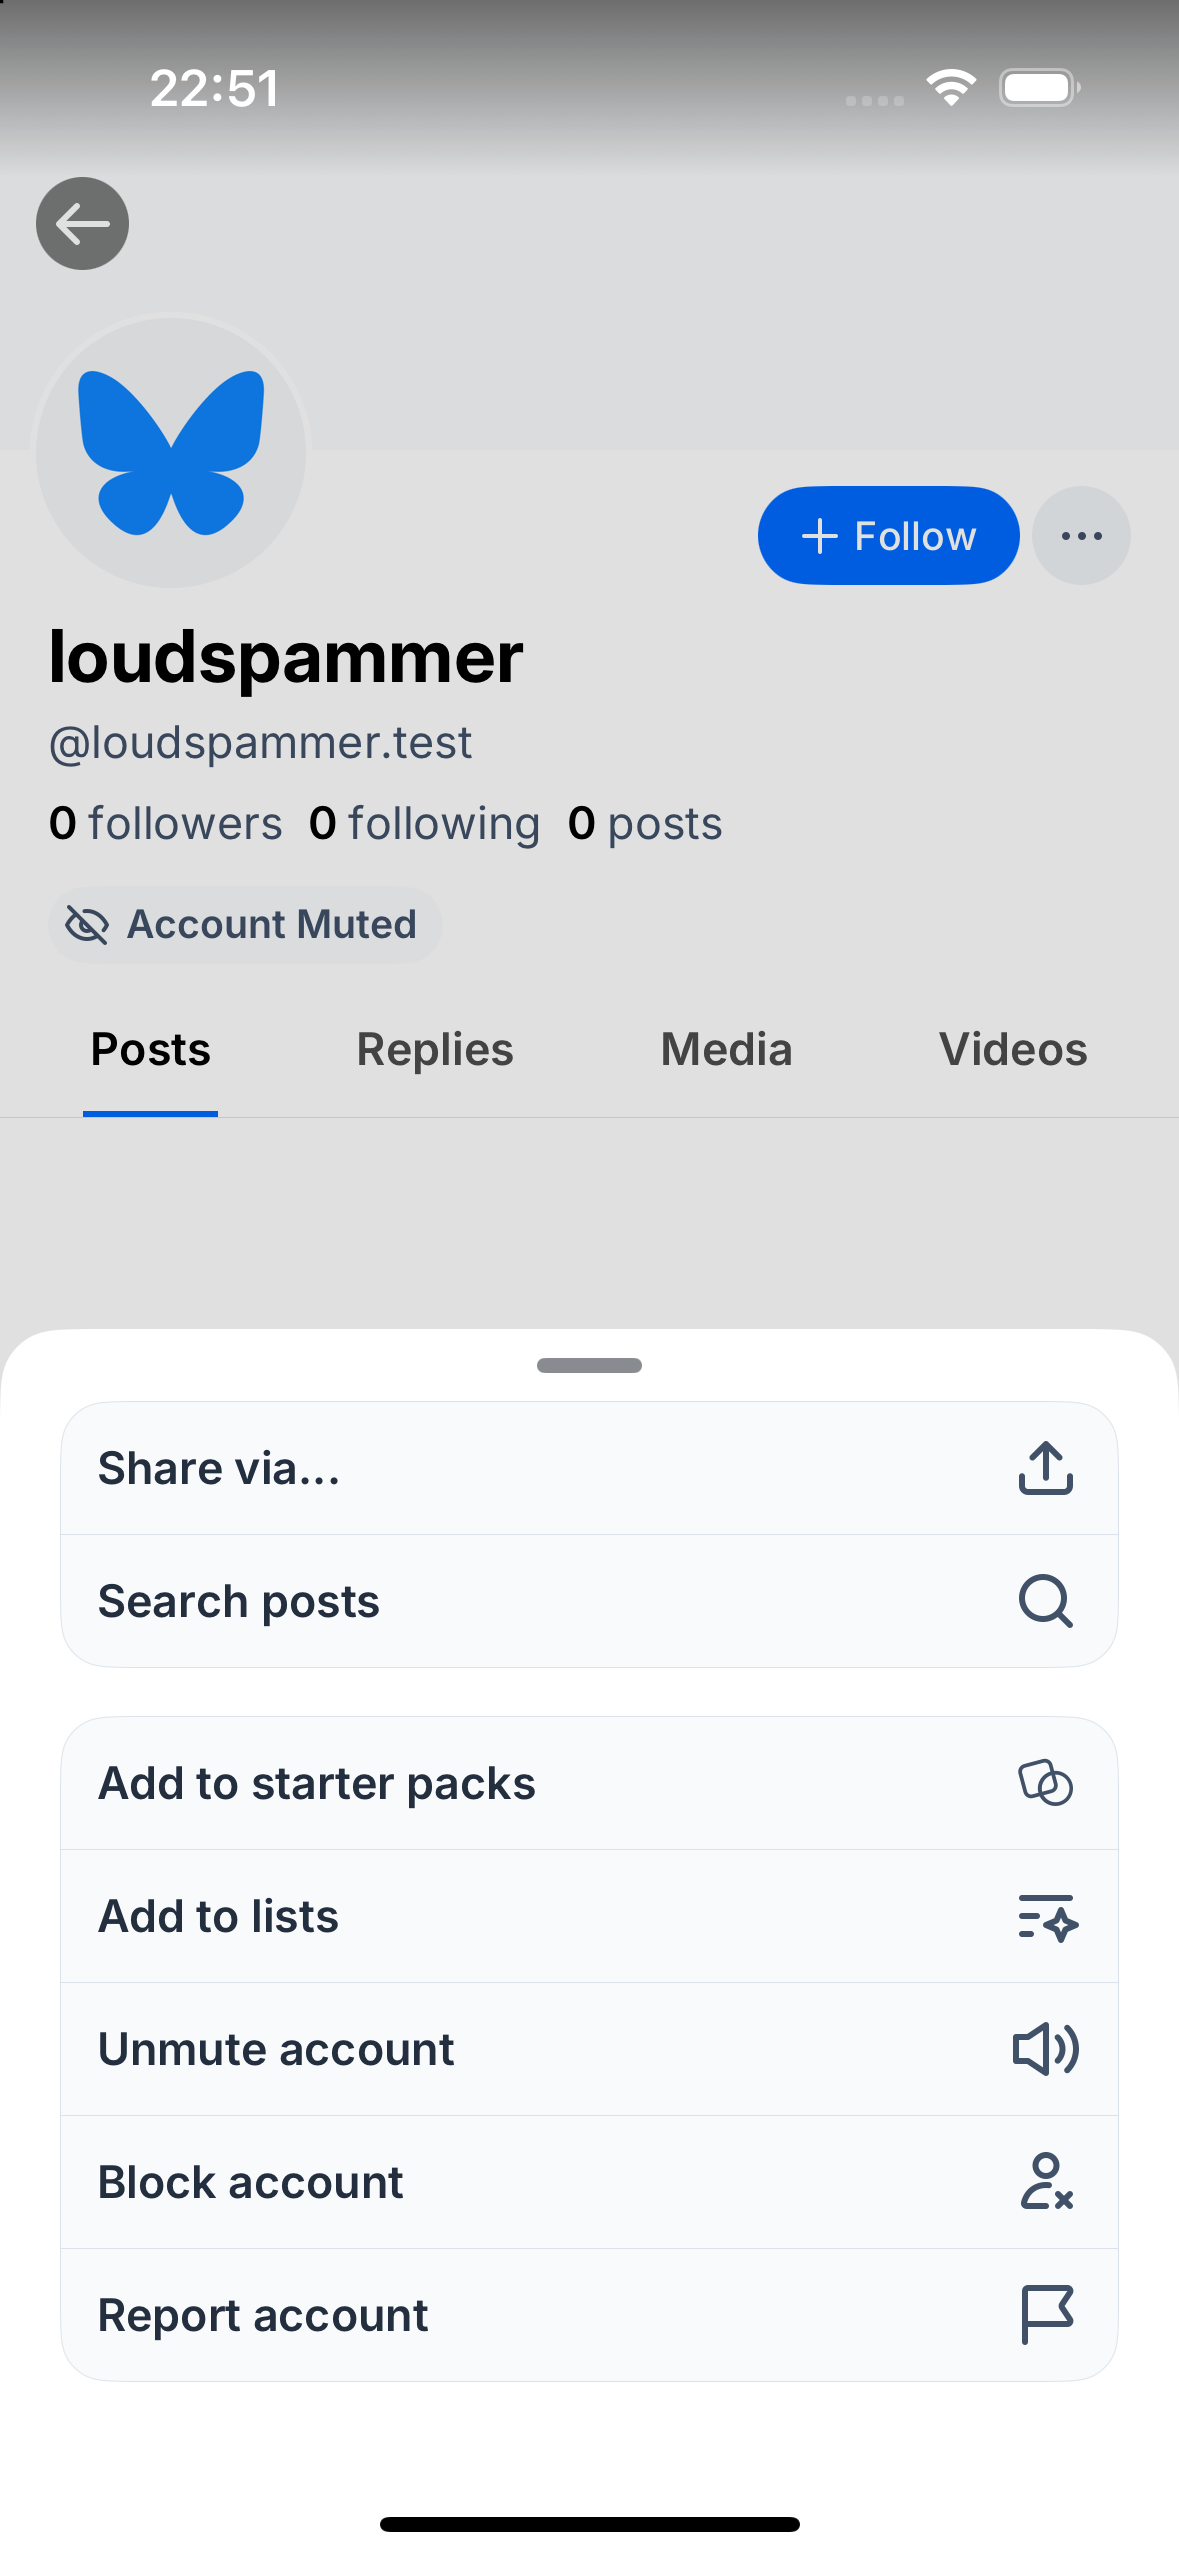 22:51
+ Follow
loudspammer
@loudspammer.test
0 followers 0 following 0 posts
Account Muted
Posts Replies Media Videos
Share via...
Search posts
Add to starter packs
Add to lists
Unmute account
Block account
Report account